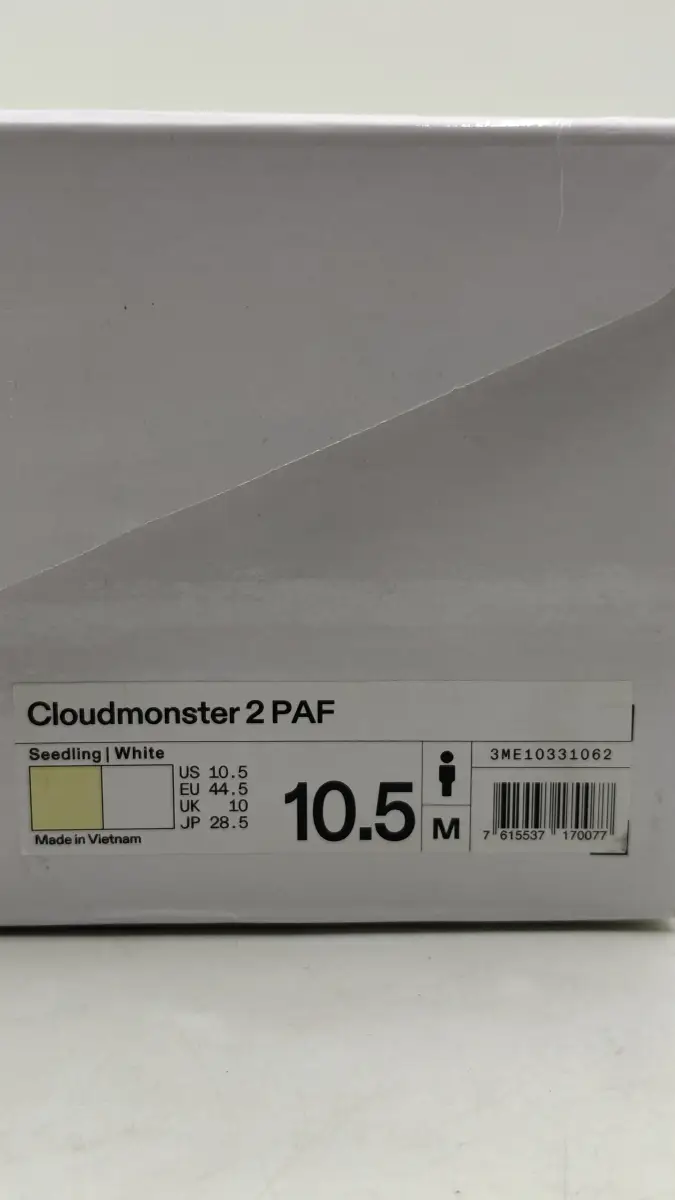 Cloudmonster 2 PAF
Seedling | White
US 10.5
EU 44.5
UK 10
JP 28.5
Made in Vietnam
10.5
M
3ME10331062
7 615537 170077